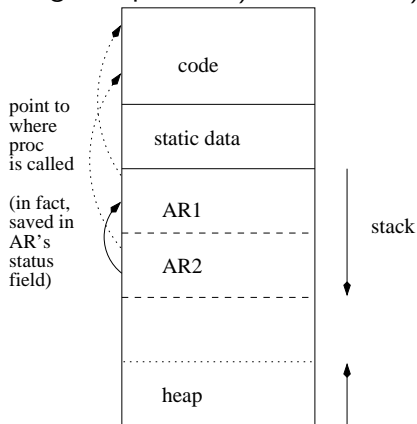 code
point to
where
proc
is called
static data
(in fact,
saved in
AR's
status
field)
AR1
stack
AR2
heap